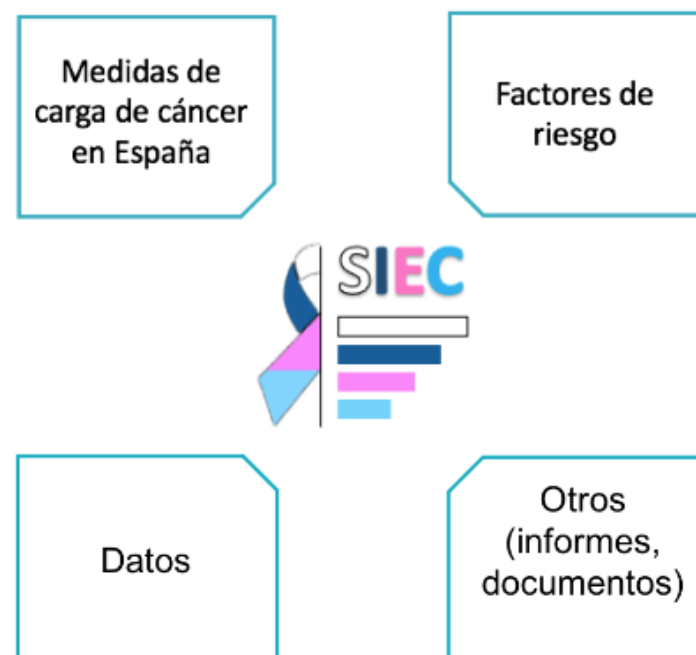 Medidas de
carga de cáncer
en España
Factores de
riesgo
SIEC
Datos
Otros
(informes,
documentos)